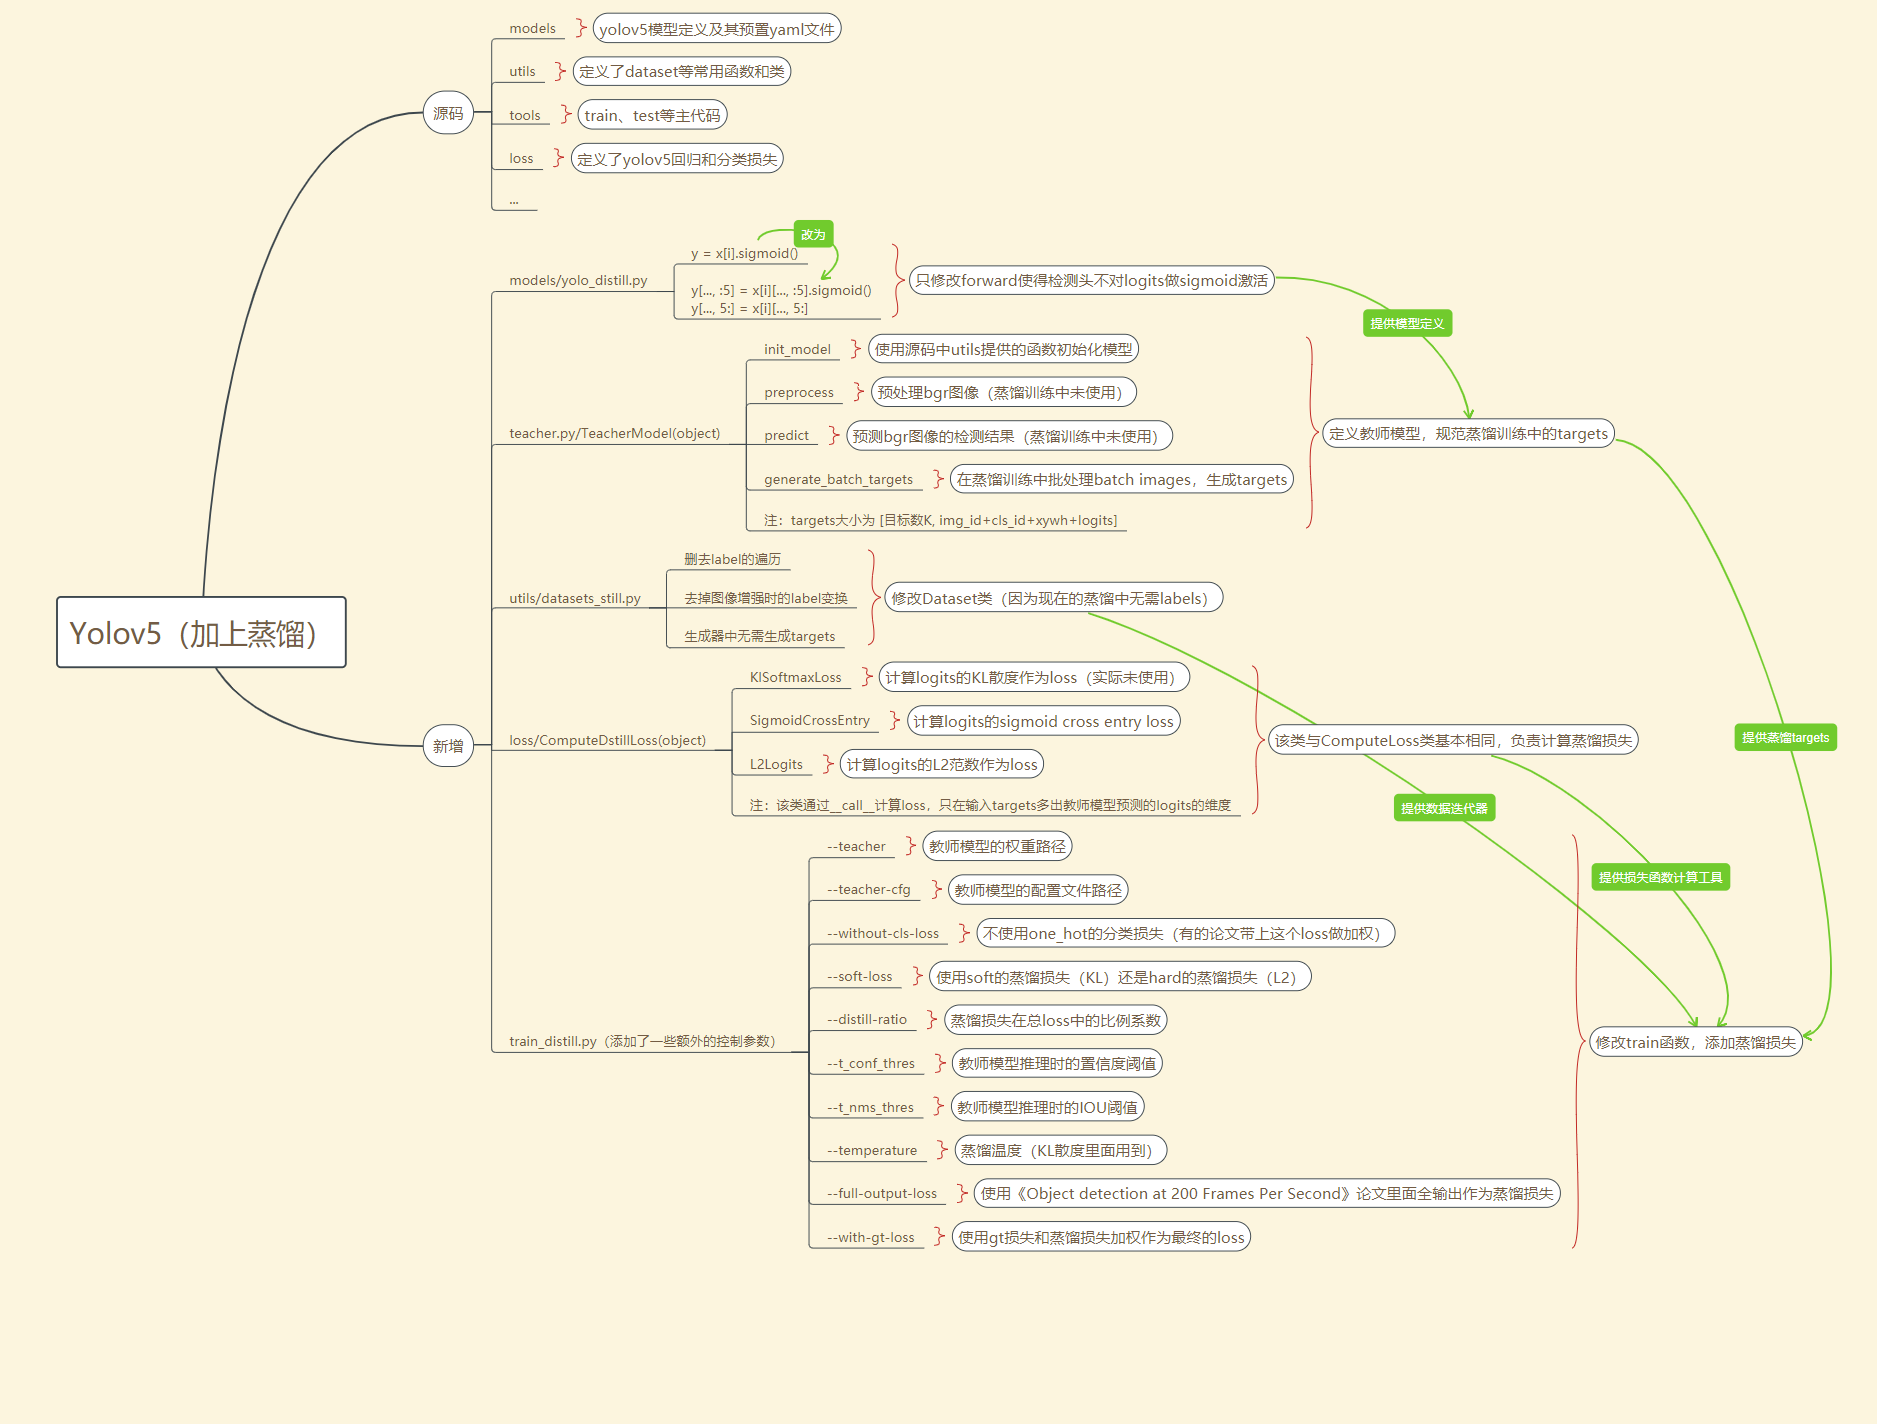 Yolov5（加上蒸馏）
源码
models
yolov5模型定义及其预置yaml文件
utils
定义了dataset等常用函数和类
tools
train、test等主代码
loss
定义了yolov5回归和分类损失
...
新增
models/yolo_distill.py
y = x[i].sigmoid()
改为
y[..., :5] = x[i][..., :5].sigmoid()
y[..., 5:] = x[i][..., 5:]
只修改forward使得检测头不对logits做sigmoid激活
提供模型定义
teacher.py/TeacherModel(object)
init_model
使用源码中utils提供的函数初始化模型
preprocess
预处理bgr图像（蒸馏训练中未使用）
predict
预测bgr图像的检测结果（蒸馏训练中未使用）
generate_batch_targets
在蒸馏训练中批处理batch images，生成targets
注：targets大小为 [目标数K, img_id+cls_id+xywh+logits]
定义教师模型，规范蒸馏训练中的targets
提供蒸馏targets
utils/datasets_still.py
删去label的遍历
去掉图像增强时的label变换
生成器中无需生成targets
修改Dataset类（因为现在的蒸馏中无需labels）
提供数据迭代器
loss/ComputeDstillLoss(object)
KlSoftmaxLoss
计算logits的KL散度作为loss（实际未使用）
SigmoidCrossEntry
计算logits的sigmoid cross entry loss
L2Logits
计算logits的L2范数作为loss
注：该类通过__call__计算loss，只在输入targets多出教师模型预测的logits的维度
该类与ComputeLoss类基本相同，负责计算蒸馏损失
提供损失函数计算工具
train_distill.py（添加了一些额外的控制参数）
--teacher
教师模型的权重路径
--teacher-cfg
教师模型的配置文件路径
--without-cls-loss
不使用one_hot的分类损失（有的论文带上这个loss做加权）
--soft-loss
使用soft的蒸馏损失（KL）还是hard的蒸馏损失（L2）
--distill-ratio
蒸馏损失在总loss中的比例系数
--t_conf_thres
教师模型推理时的置信度阈值
--t_nms_thres
教师模型推理时的IOU阈值
--temperature
蒸馏温度（KL散度里面用到）
--full-output-loss
使用《Object detection at 200 Frames Per Second》论文里面全输出作为蒸馏损失
--with-gt-loss
使用gt损失和蒸馏损失加权作为最终的loss
修改train函数，添加蒸馏损失